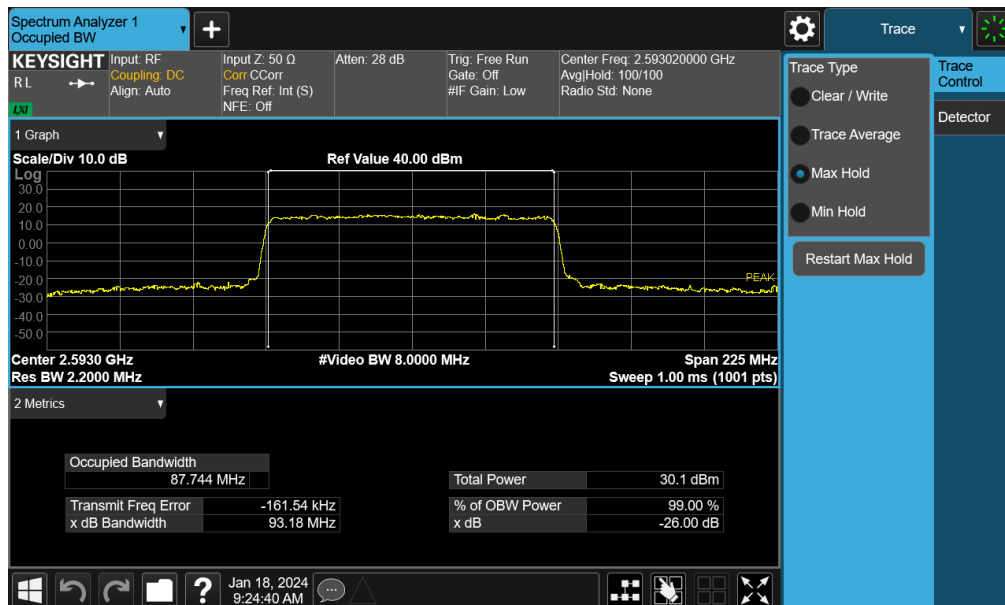 Spectrum Analyzer 1
Occupied BW
Trace
KEYSIGHT
R L
LXI
Input: RF
Coupling: DC
Align: Auto
Input Z: 50 Ω
Corr CCorr
Freq Ref: Int (S)
NFE: Off
Atten: 28 dB
Trig: Free Run
Gate: Off
#IF Gain: Low
Center Freq: 2.593020000 GHz
Avg|Hold: 100/100
Radio Std: None
Trace Type
Clear / Write
Trace Average
Max Hold
Min Hold
Restart Max Hold
Trace
Control
Detector
1 Graph
Scale/Div 10.0 dB
Ref Value 40.00 dBm
Log
30.0
20.0
10.0
0.00
-10.0
-20.0
-30.0
-40.0
-50.0
PEAK
Center 2.5930 GHz
#Video BW 8.0000 MHz
Span 225 MHz
Res BW 2.2000 MHz
Sweep 1.00 ms (1001 pts)
2 Metrics
Occupied Bandwidth
87.744 MHz
Total Power 30.1 dBm
Transmit Freq Error -161.54 kHz
% of OBW Power 99.00 %
x dB Bandwidth 93.18 MHz
x dB -26.00 dB
Jan 18, 2024
9:24:40 AM